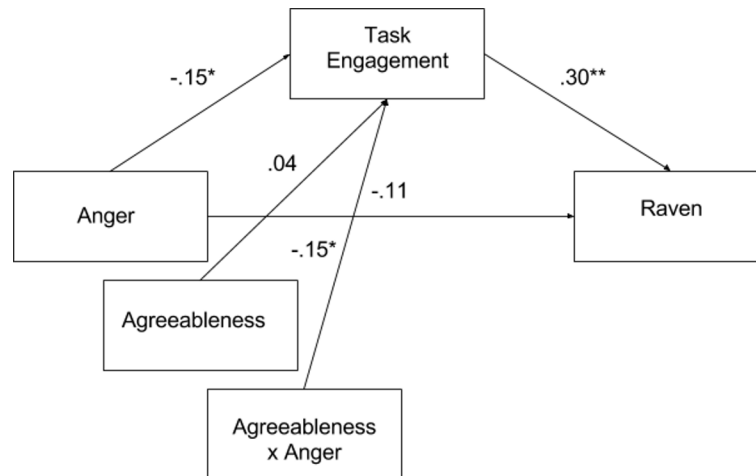 Task
Engagement
-.15*
.30**
.04
Anger
-.11
Raven
-.15*
Agreeableness
Agreeableness
x Anger